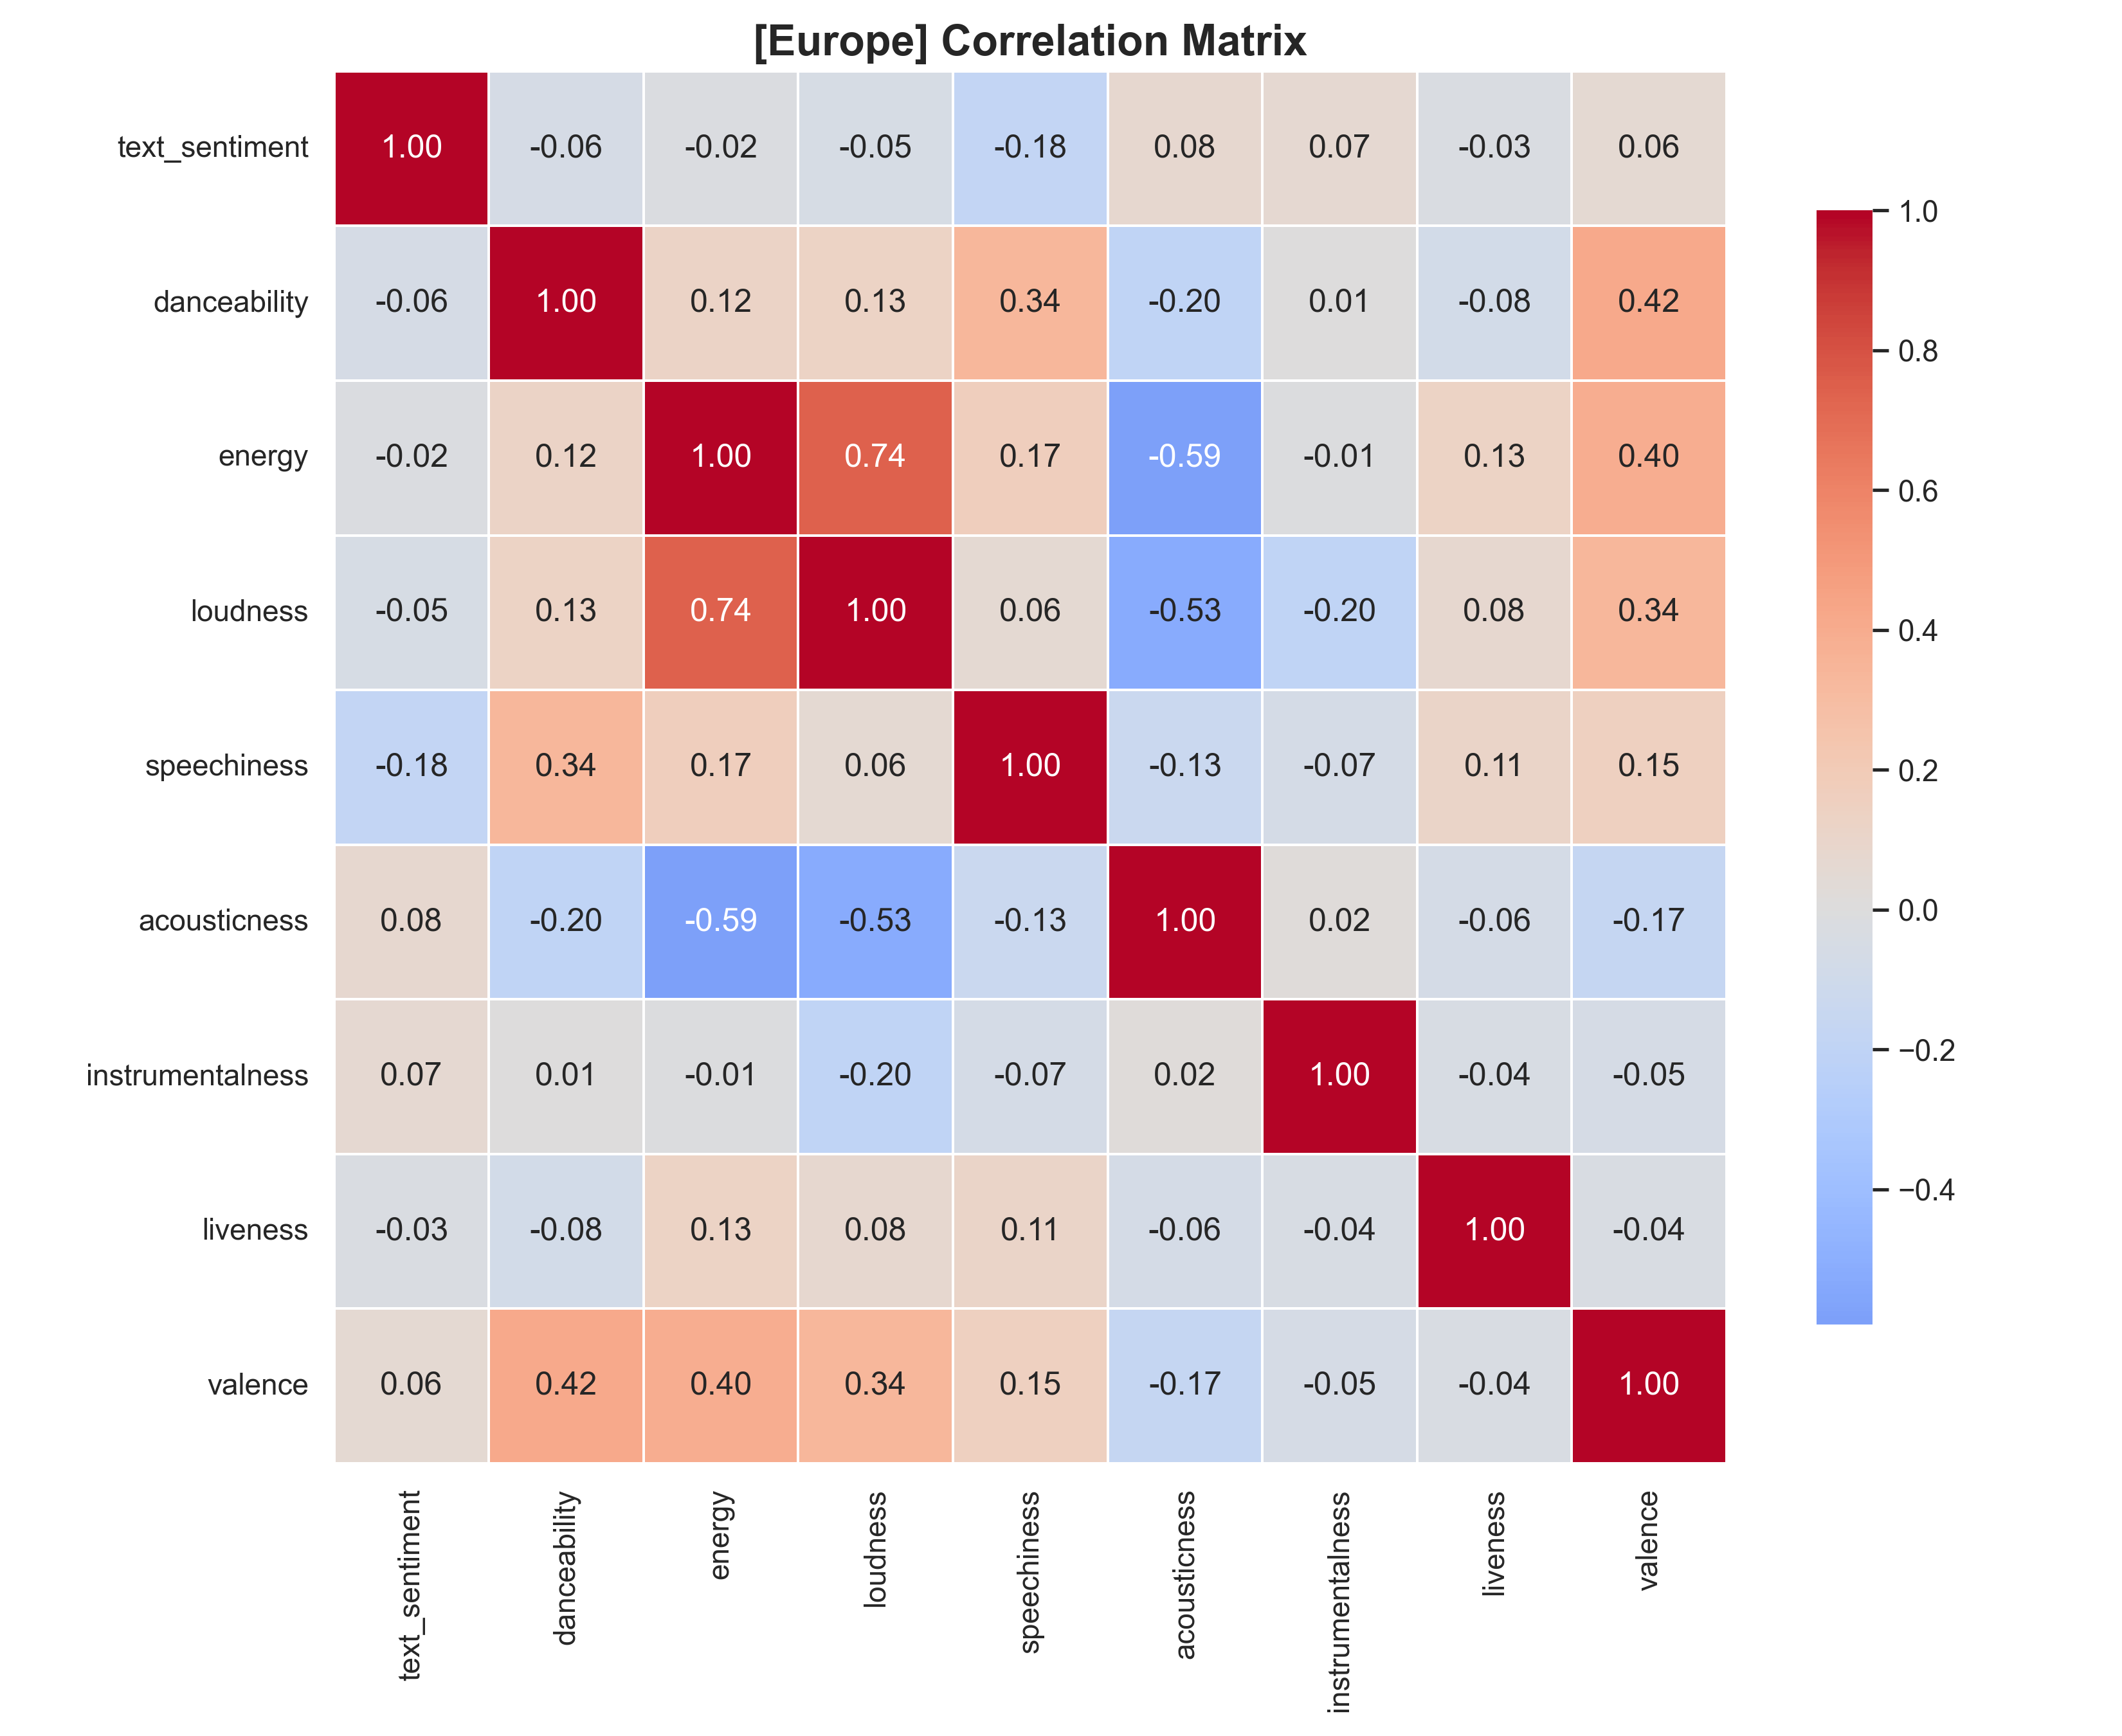 [Europe] Correlation Matrix
text_sentiment 1.00 -0.06 -0.02 -0.05 -0.18 0.08 0.07 -0.03 0.06
danceability -0.06 1.00 0.12 0.13 0.34 -0.20 0.01 -0.08 0.42
energy -0.02 0.12 1.00 0.74 0.17 -0.59 -0.01 0.13 0.40
loudness -0.05 0.13 0.74 1.00 0.06 -0.53 -0.20 0.08 0.34
speechiness -0.18 0.34 0.17 0.06 1.00 -0.13 -0.07 0.11 0.15
acousticness 0.08 -0.20 -0.59 -0.53 -0.13 1.00 0.02 -0.06 -0.17
instrumentalness 0.07 0.01 -0.01 -0.20 -0.07 0.02 1.00 -0.04 -0.05
liveness -0.03 -0.08 0.13 0.08 0.11 -0.06 -0.04 1.00 -0.04
valence 0.06 0.42 0.40 0.34 0.15 -0.17 -0.05 -0.04 1.00
text_sentiment
danceability
energy
loudness
speechiness
acousticness
instrumentalness
liveness
valence
1.0
0.8
0.6
0.4
0.2
0.0
−0.2
−0.4